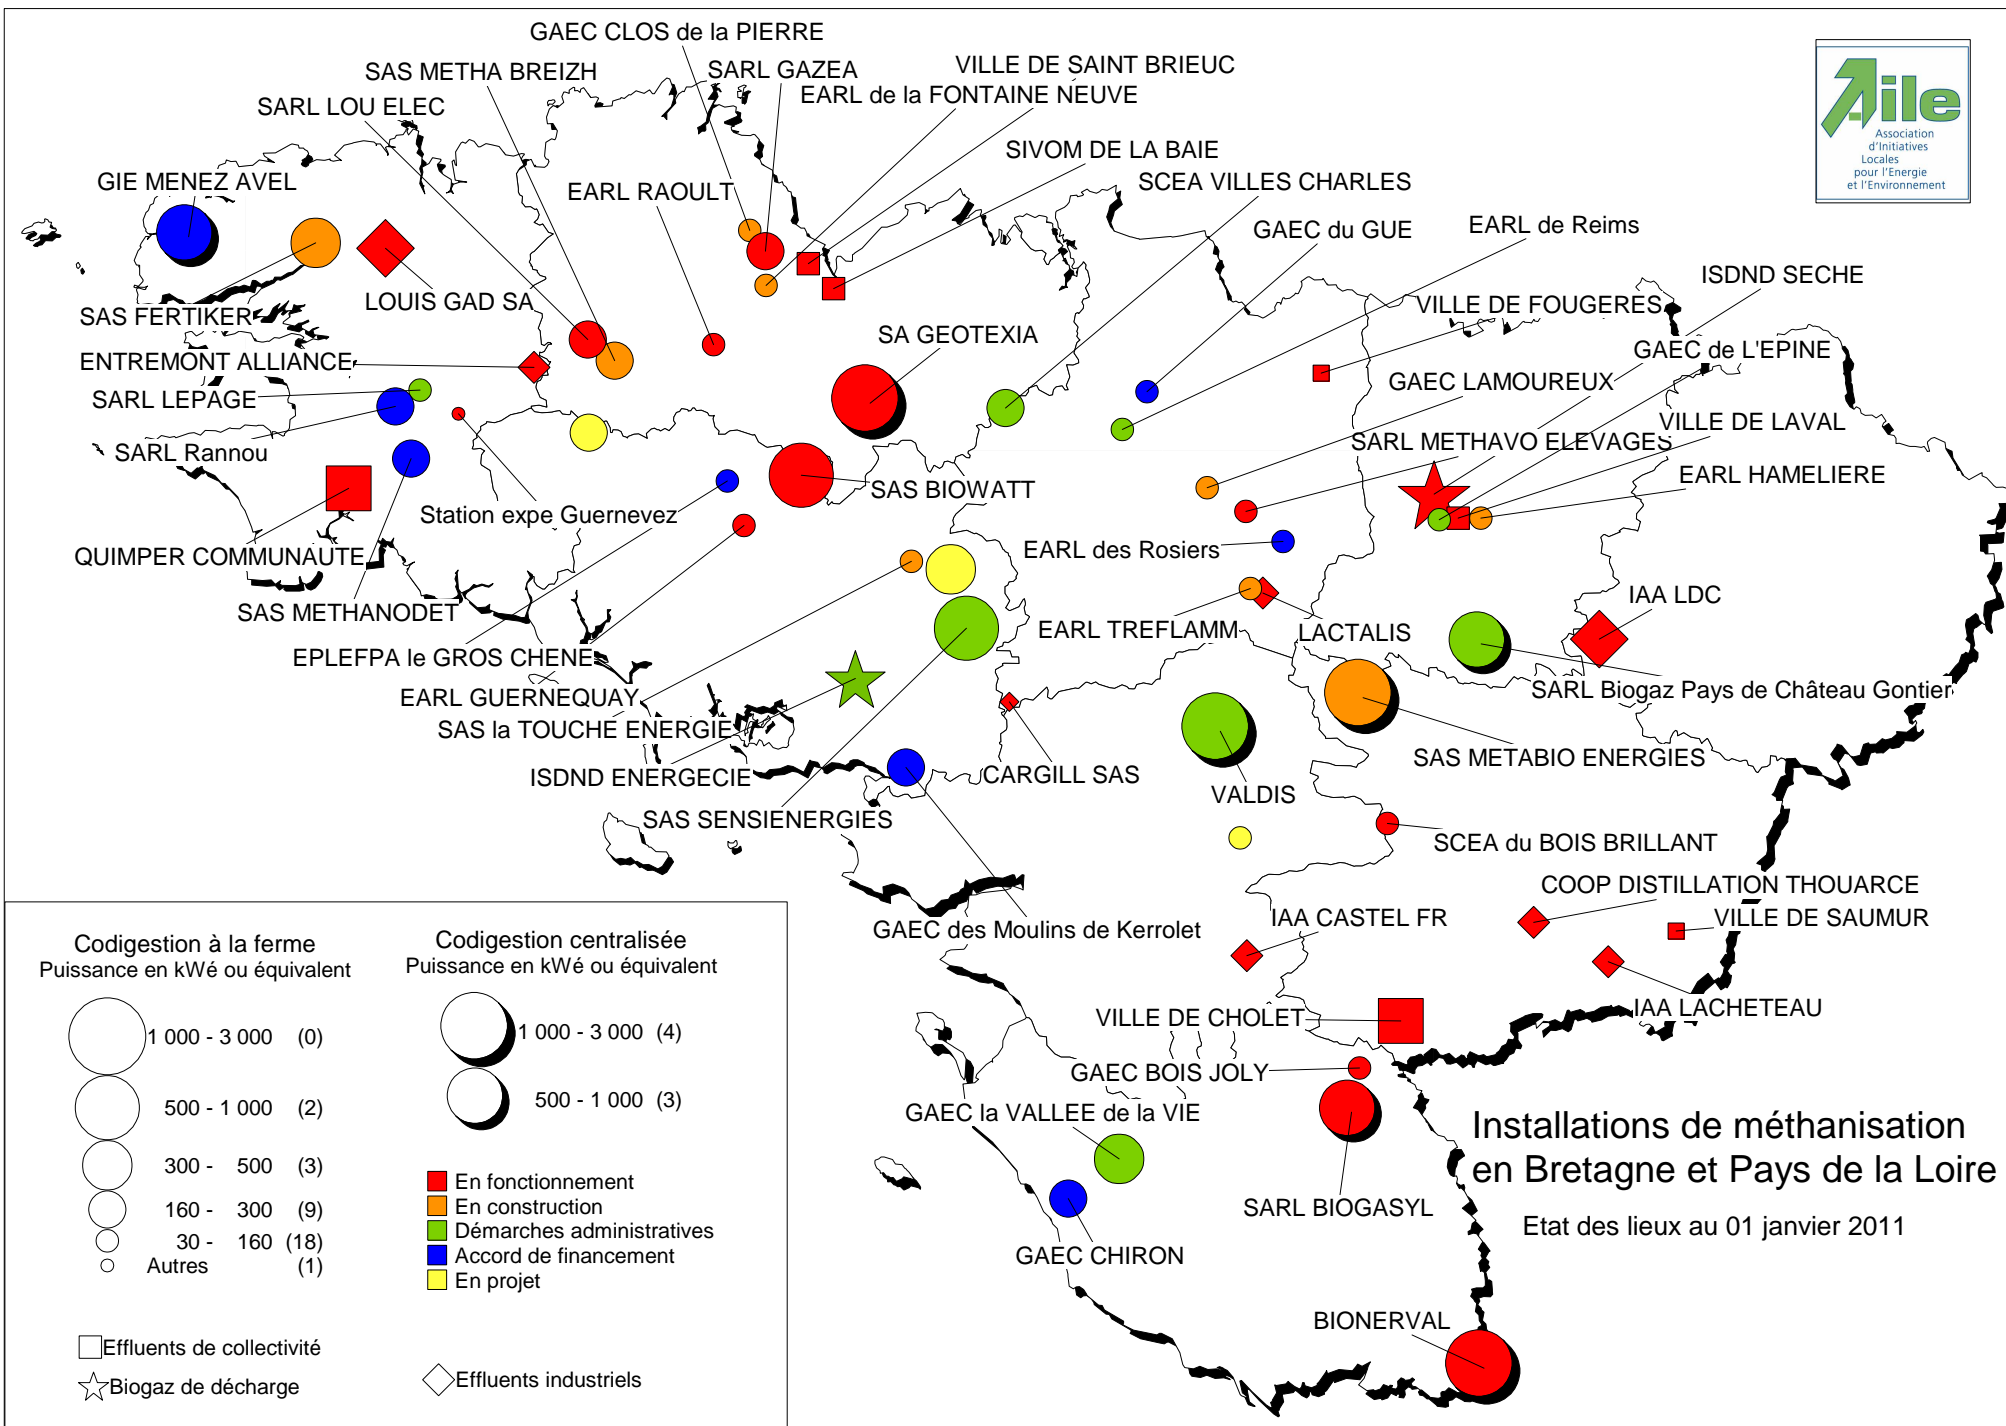 GAEC CLOS de la PIERRE
SAS METHA BREIZH
SARL GAZEA
VILLE DE SAINT BRIEUC
EARL de la FONTAINE NEUVE
SARL LOU ELEC
SIVOM DE LA BAIE
Aile
Association
d'Initiatives
Locales
pour l'Energie
et l'Environnement
GIE MENEZ AVEL
EARL RAOULT
SCEA VILLES CHARLES
GAEC du GUE
EARL de Reims
ISDND SECHE
LOUIS GAD SA
VILLE DE FOUGERES
SAS FERTIKER
SA GEOTEXIA
GAEC de L'EPINE
ENTREMONT ALLIANCE
GAEC LAMOUREUX
SARL LEPAGE
VILLE DE LAVAL
SARL METHAVO ELEVAGES
SARL Rannou
EARL HAMELIERE
SAS BIOWATT
Station expe Guernevez
QUIMPER COMMUNAUTE
EARL des Rosiers
SAS METHANODET
IAA LDC
EARL TREFLAMM
LACTALIS
EPLEFPA le GROS CHENE
SARL Biogaz Pays de Château Gontier
EARL GUERNEQUAY
SAS la TOUCHE ENERGIE
SAS METABIO ENERGIES
ISDND ENERGECIE
CARGILL SAS
VALDIS
SAS SENSIENERGIES
SCEA du BOIS BRILLANT
COOP DISTILLATION THOUARCE
IAA CASTEL FR
VILLE DE SAUMUR
GAEC des Moulins de Kerrolet
IAA LACHETEAU
VILLE DE CHOLET
GAEC BOIS JOLY
GAEC la VALLEE de la VIE
SARL BIOGASYL
GAEC CHIRON
BIONERVAL
Installations de méthanisation
en Bretagne et Pays de la Loire
Etat des lieux au 01 janvier 2011
Codigestion à la ferme
Puissance en kWé ou équivalent
1 000 - 3 000 (0)
500 - 1 000 (2)
300 - 500 (3)
160 - 300 (9)
30 - 160 (18)
Autres (1)
Codigestion centralisée
Puissance en kWé ou équivalent
1 000 - 3 000 (4)
500 - 1 000 (3)
En fonctionnement
En construction
Démarches administratives
Accord de financement
En projet
Effluents de collectivité
Biogaz de décharge
Effluents industriels